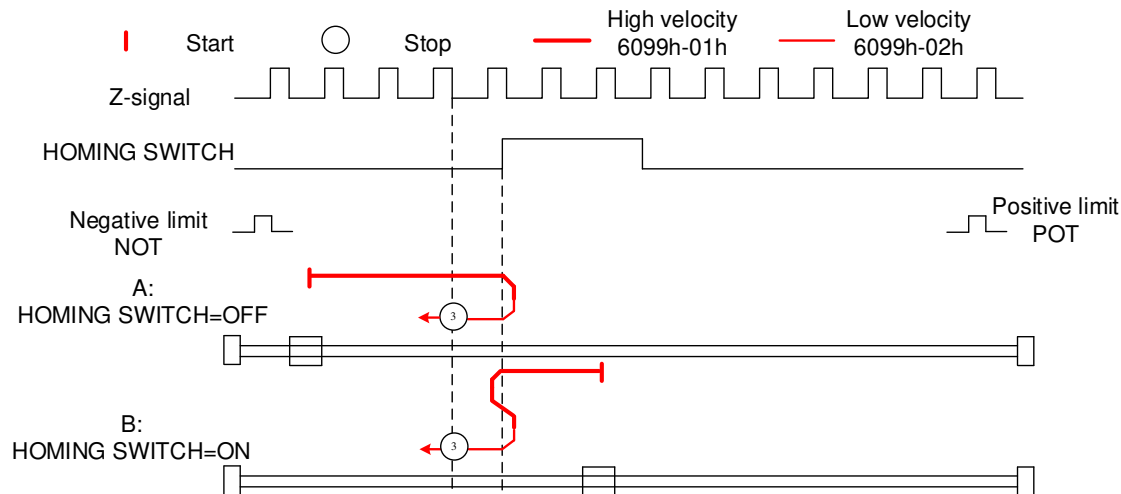 Start
Stop
High velocity
6099h-01h
Low velocity
6099h-02h
Z-signal
HOMING SWITCH
Negative limit
NOT
Positive limit
POT
A:
HOMING SWITCH=OFF
3
B:
HOMING SWITCH=ON
3